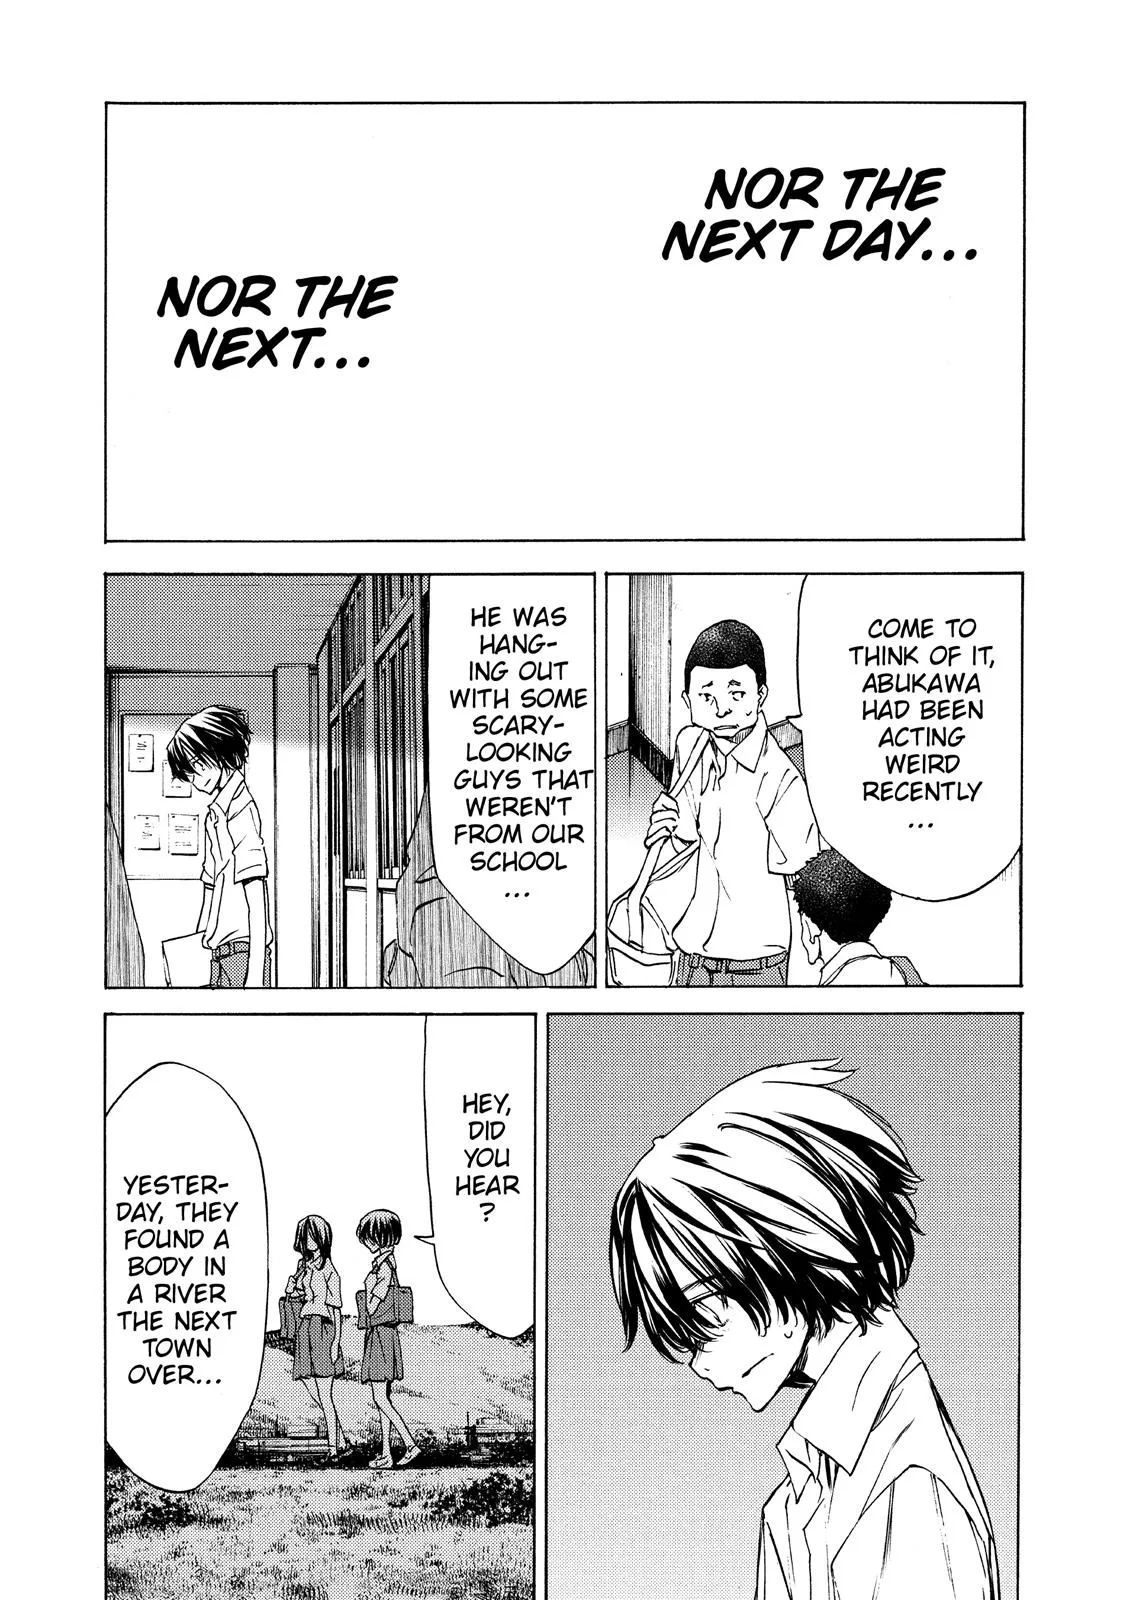 NOR THE
NEXT DAY...
NOR THE
NEXT...
COME TO
THINK OF IT,
ABUKAWA
HAD BEEN
ACTING
WEIRD
RECENTLY
...
HE WAS
HANG-
ING OUT
WITH SOME
SCARY-
LOOKING
GUYS THAT
WEREN'T
FROM OUR
SCHOOL
...
HEY,
DID
YOU
HEAR
?
YESTER-
DAY, THEY
FOUND A
BODY IN
A RIVER
THE NEXT
TOWN
OVER...